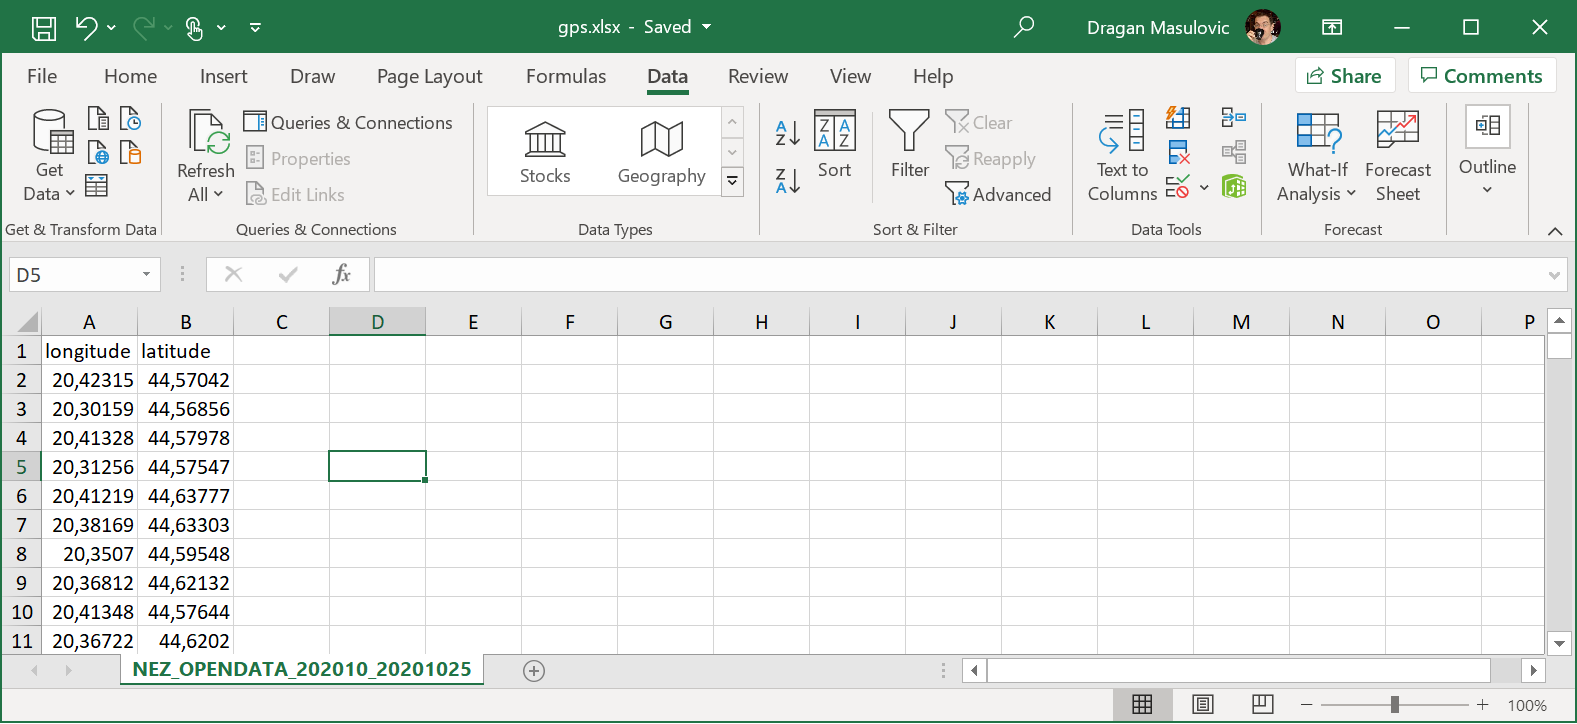 gps.xlsx - Saved
Dragan Masulovic
File Home Insert Draw Page Layout Formulas Data Review View Help Share Comments
Get Data
Refresh All
Queries & Connections
Properties
Edit Links
Stocks
Geography
Sort
Filter
Clear
Reapply
Advanced
Text to Columns
What-If Analysis
Forecast Sheet
Outline
Get & Transform Data Queries & Connections Data Types Sort & Filter Data Tools Forecast
D5 fx
A B C D E F G H I J K L M N O P
1 longitude latitude
2 20,42315 44,57042
3 20,30159 44,56856
4 20,41328 44,57978
5 20,31256 44,57547
6 20,41219 44,63777
7 20,38169 44,63303
8 20,3507 44,59548
9 20,36812 44,62132
10 20,41348 44,57644
11 20,36722 44,6202
NEZ_OPENDATA_202010_20201025
100%